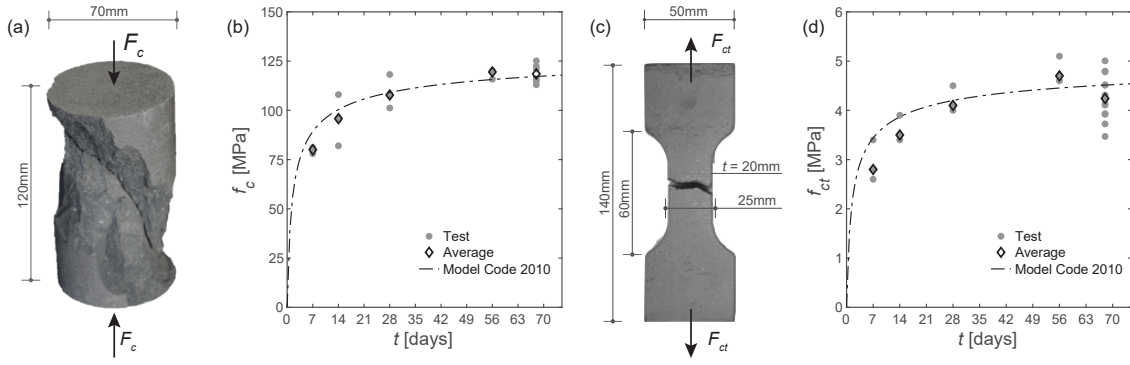 (a)
70mm
F_c
120mm
F_c
(b)
f_c [MPa]
150
125
100
75
50
25
0
Test
Average
Model Code 2010
0 7 14 21 28 35 42 49 56 63 70
t [days]
(c)
50mm
F_ct
140mm
60mm
t = 20mm
25mm
F_ct
(d)
f_ct [MPa]
6
5
4
3
2
1
0
Test
Average
Model Code 2010
0 7 14 21 28 35 42 49 56 63 70
t [days]